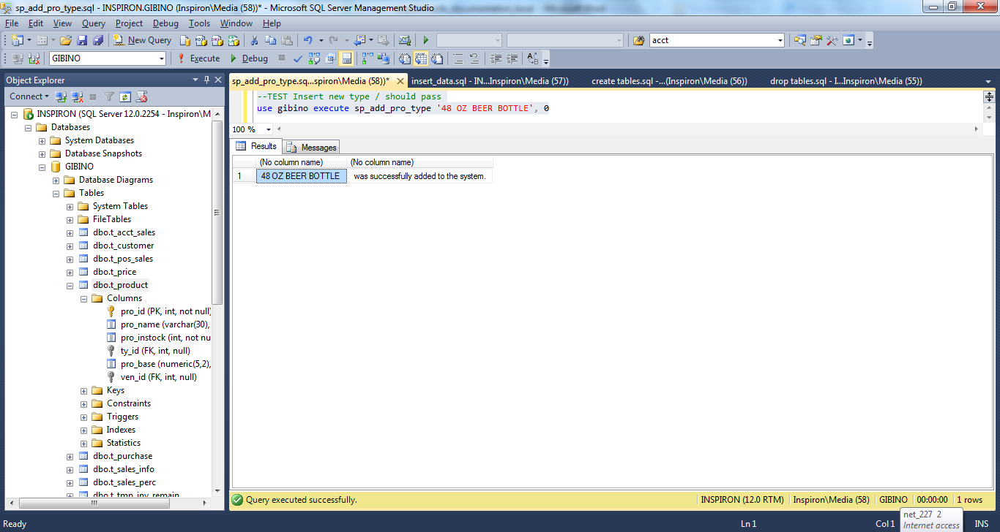 sp_add_pro_type.sql - INSPIRON.GIBINO (Inspiron\Media (58))* - Microsoft SQL Server Management Studio
File Edit View Query Project Debug Tools Window Help
New Query acct
GIBINO Execute Debug
Object Explorer
Connect
INSPIRON (SQL Server 12.0.2254 - Inspiron\M
Databases
System Databases
Database Snapshots
GIBINO
Database Diagrams
Tables
System Tables
FileTables
dbo.t_acct_sales
dbo.t_customer
dbo.t_pos_sales
dbo.t_price
dbo.t_product
Columns
pro_id (PK, int, not null)
pro_name (varchar(30),
pro_instock (int, not nu
ty_id (FK, int, null)
pro_base (numeric(5,2),
ven_id (FK, int, null)
Keys
Constraints
Triggers
Indexes
Statistics
dbo.t_purchase
dbo.t_sales_info
dbo.t_sales_perc
dbo.t_tmp_inv_remain
sp_add_pro_type.sq...spiron\Media (58))* insert_data.sql - IN...Inspiron\Media (57)) create tables.sql -...(Inspiron\Media (56)) drop tables.sql - I...Inspiron\Media (55))
--TEST Insert new type / should pass
use gibino execute sp_add_pro_type '48 OZ BEER BOTTLE', 0
100 %
Results Messages
(No column name) (No column name)
1 48 OZ BEER BOTTLE was successfully added to the system.
Query executed successfully. INSPIRON (12.0 RTM) Inspiron\Media (58) GIBINO 00:00:00 1 rows
Ready Ln 1 Col 1 INS
net_227 2
Internet access